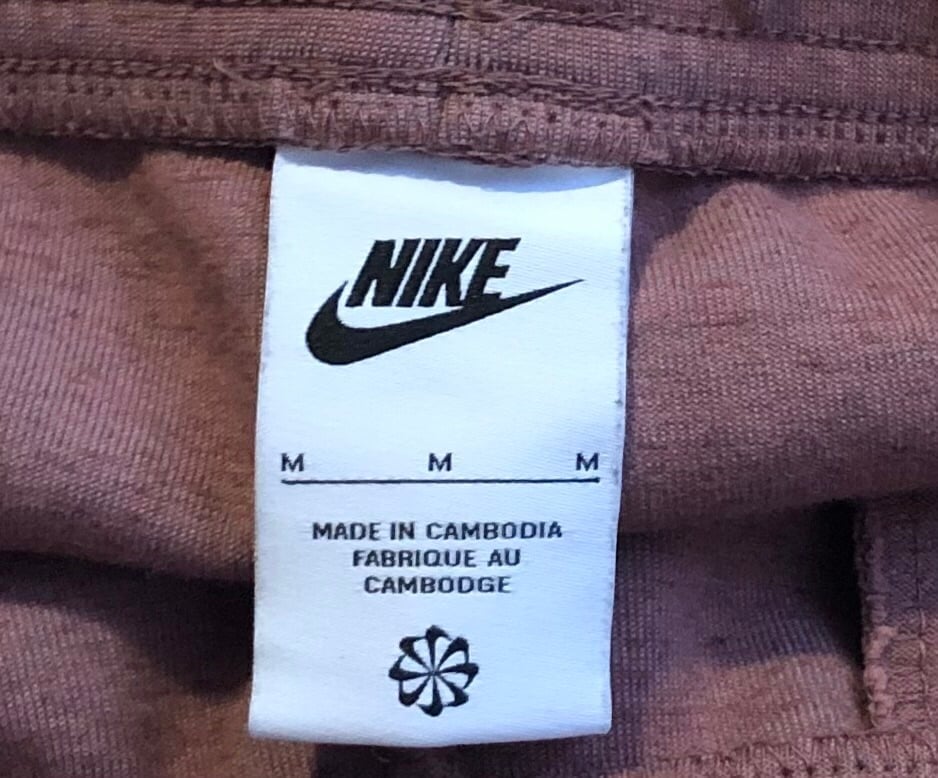 NIKE
M M M
MADE IN CAMBODIA
FABRIQUE AU
CAMBODGE